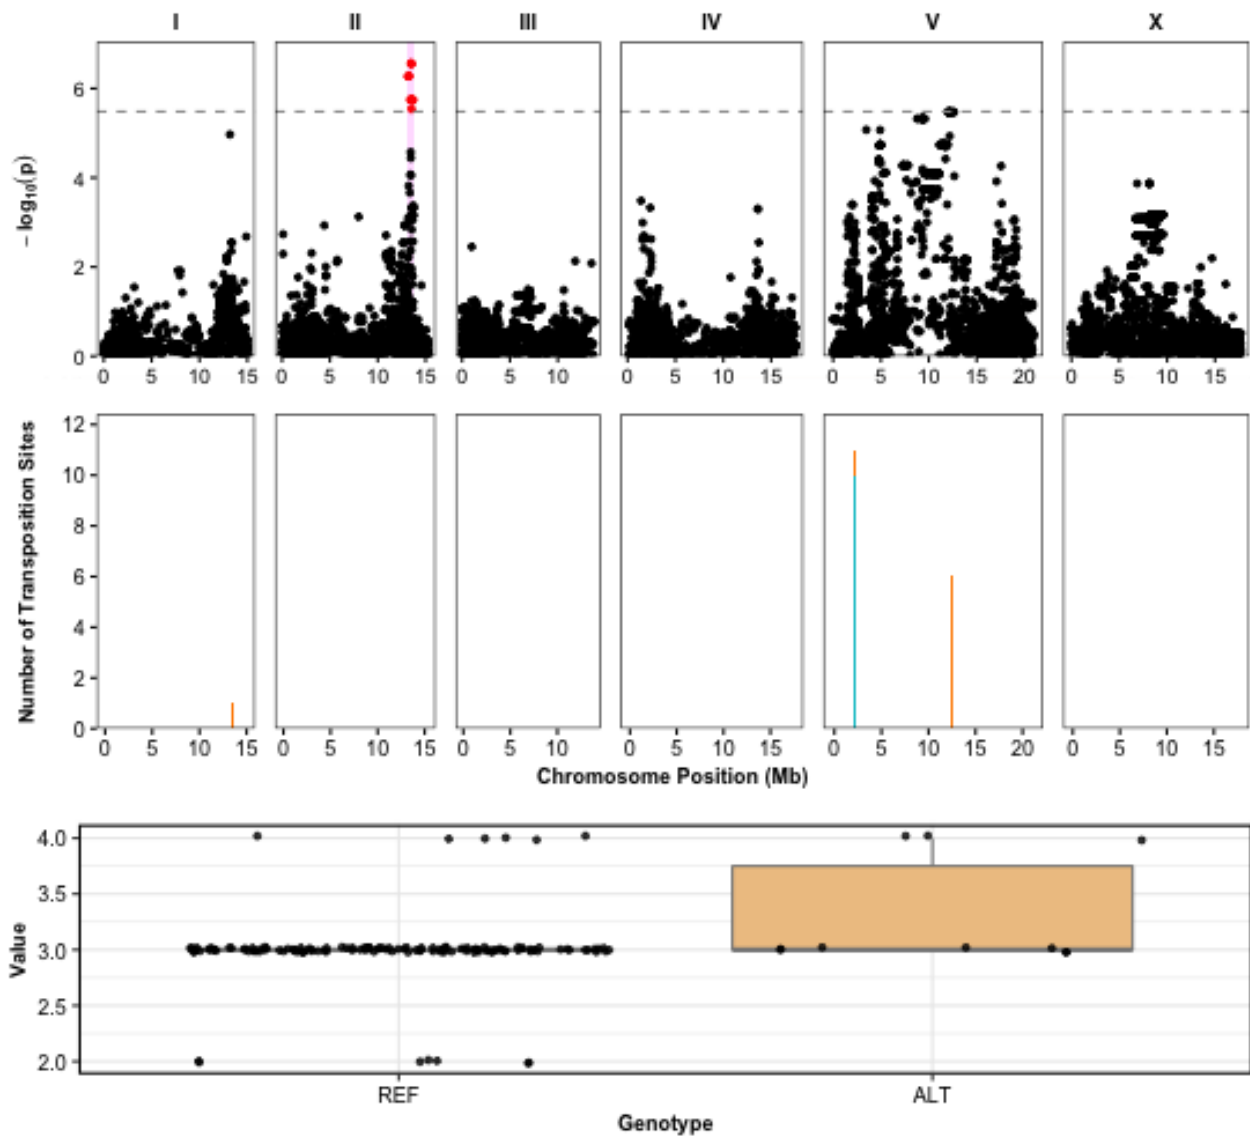 I II III IV V X
− log10(p)
6
4
2
0
0 5 10 15 0 5 10 15 0 5 10 0 5 10 15 0 5 10 15 20 0 5 10 15
Number of Transposition Sites
12
10
8
6
4
2
0
0 5 10 15 0 5 10 15 0 5 10 0 5 10 15 0 5 10 15 20 0 5 10 15
Chromosome Position (Mb)
Value
4.0
3.5
3.0
2.5
2.0
REF ALT
Genotype